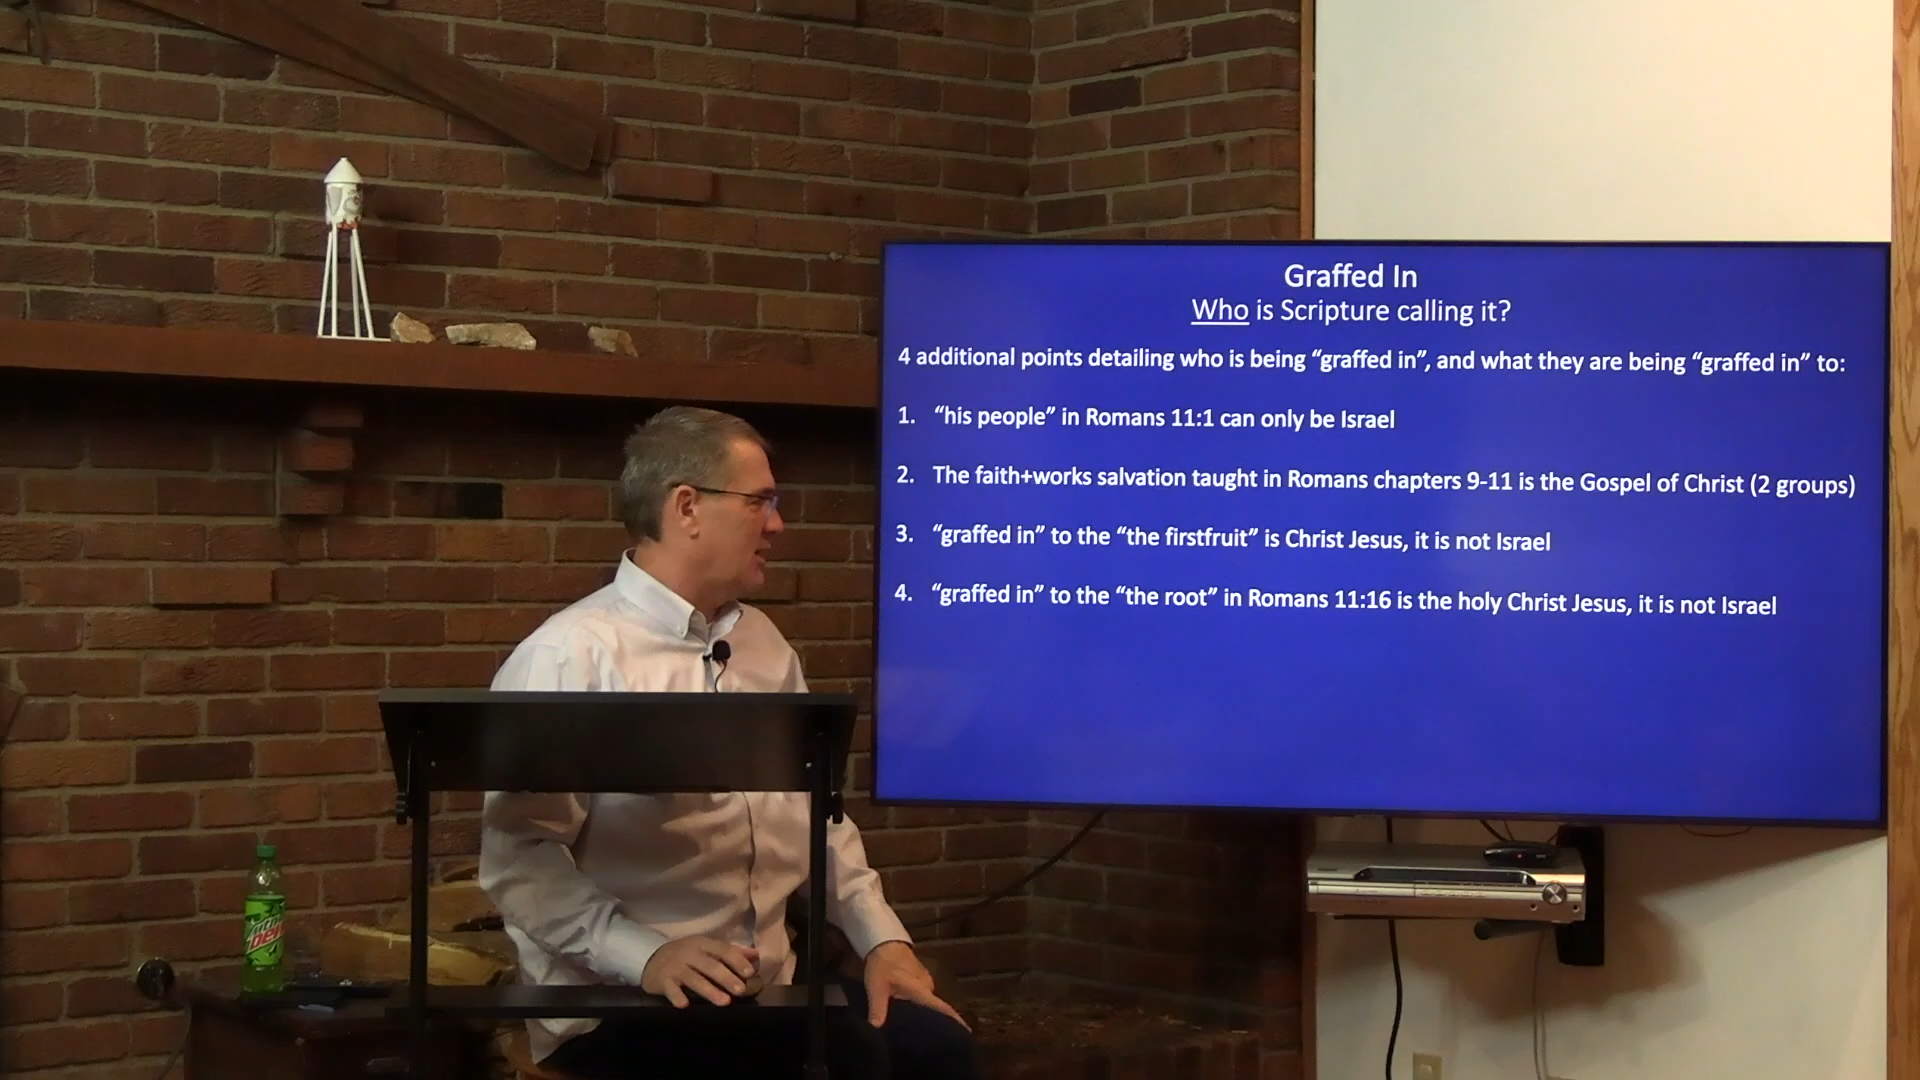 Graffed In
Who is Scripture calling it?
4 additional points detailing who is being “graffed in”, and what they are being “graffed in” to:
1. “his people” in Romans 11:1 can only be Israel
2. The faith+works salvation taught in Romans chapters 9-11 is the Gospel of Christ (2 groups)
3. “graffed in” to the “the firstfruit” is Christ Jesus, it is not Israel
4. “graffed in” to the “the root” in Romans 11:16 is the holy Christ Jesus, it is not Israel
mtn
DEW